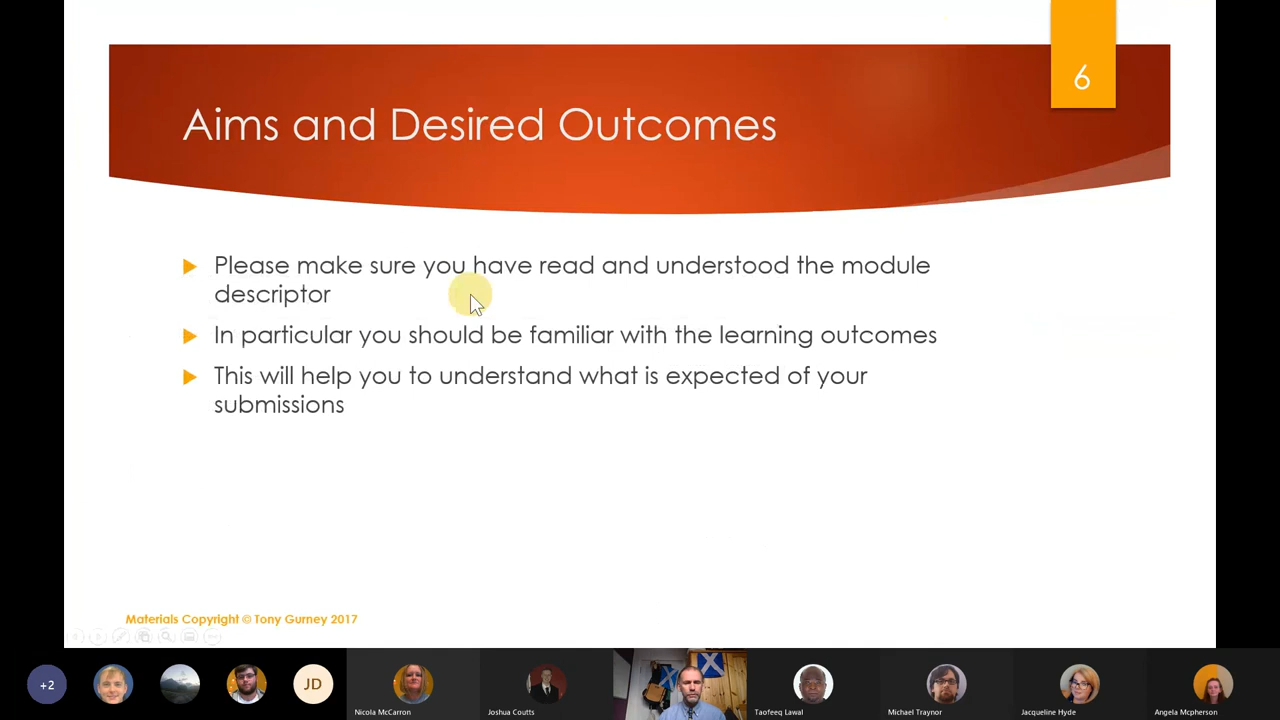 6
Aims and Desired Outcomes
Please make sure you have read and understood the module
descriptor
In particular you should be familiar with the learning outcomes
This will help you to understand what is expected of your
submissions
Materials Copyright © Tony Gurney 2017
+2
JD
Nicola McCarron
Joshua Coutts
Taofeeq Lawal
Michael Traynor
Jacqueline Hyde
Angela Mcpherson